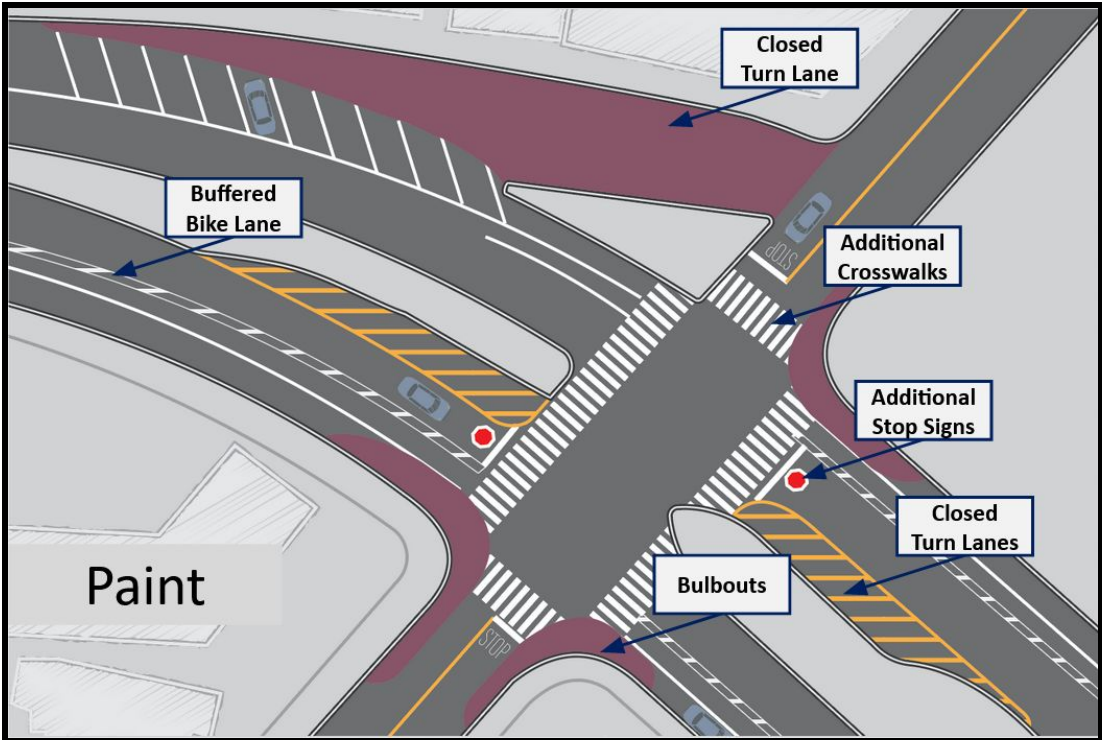 Closed
Turn Lane
Buffered
Bike Lane
STOP
Additional
Crosswalks
Additional
Stop Signs
Closed
Turn Lanes
Paint
Bulbouts
STOP